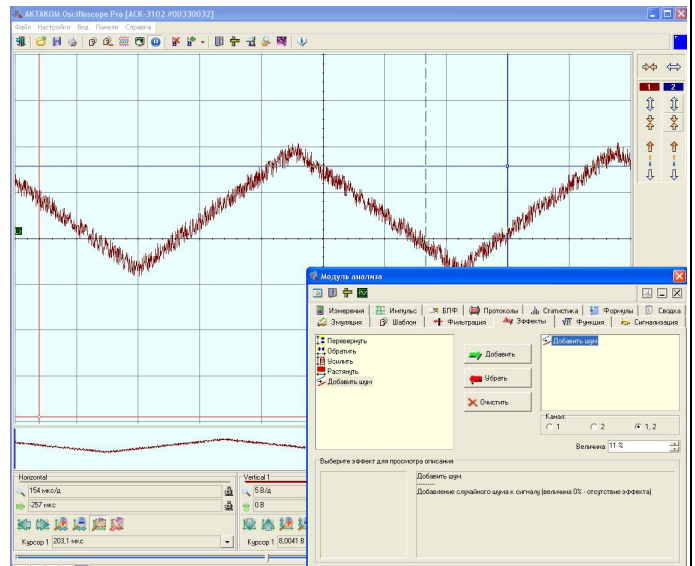 AKTAKOM Oscilloscope Pro [ACK-3102 #00330032]
Файл Настройки Вид Панели Справка
1 2
Модуль анализа
Измерения Импульс БПФ Протоколы Статистика Формулы Сводка
Эмуляция Шаблон Фильтрация Эффекты Функция Сигнализация
Перевернуть
Обратить
Усилить
Растянуть
Добавить шум
Добавить
Убрать
Очистить
Добавить шум
Канал:
1 2 1, 2
Величина 11 %
Выберите эффект для просмотра описания
Добавить шум
----------
Добавление случайного шума к сигналу (величина 0% - отсутствие эффекта)
Horizontal
154 мкс/д
-257 мкс
Курсор 1 203,1 мкс
Vertical 1
5 В/д
0 В
Курсор 1 8,0041 В